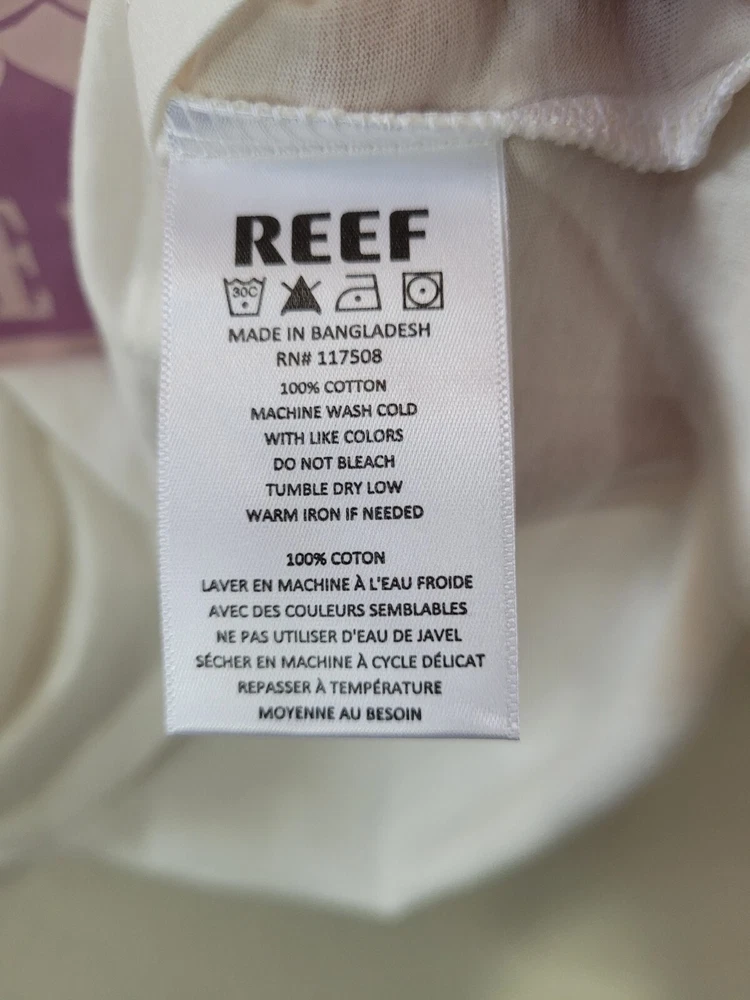 REEF
30C
MADE IN BANGLADESH
RN# 117508
100% COTTON
MACHINE WASH COLD
WITH LIKE COLORS
DO NOT BLEACH
TUMBLE DRY LOW
WARM IRON IF NEEDED
100% COTON
LAVER EN MACHINE À L'EAU FROIDE
AVEC DES COULEURS SEMBLABLES
NE PAS UTILISER D'EAU DE JAVEL
SÉCHER EN MACHINE À CYCLE DÉLICAT
REPASSER À TEMPÉRATURE
MOYENNE AU BESOIN